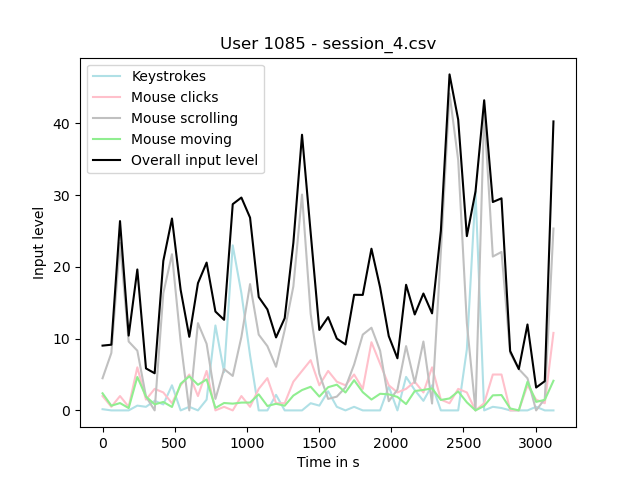 User 1085 - session_4.csv
Keystrokes
Mouse clicks
Mouse scrolling
Mouse moving
Overall input level
Input level
40
30
20
10
0
0 500 1000 1500 2000 2500 3000
Time in s